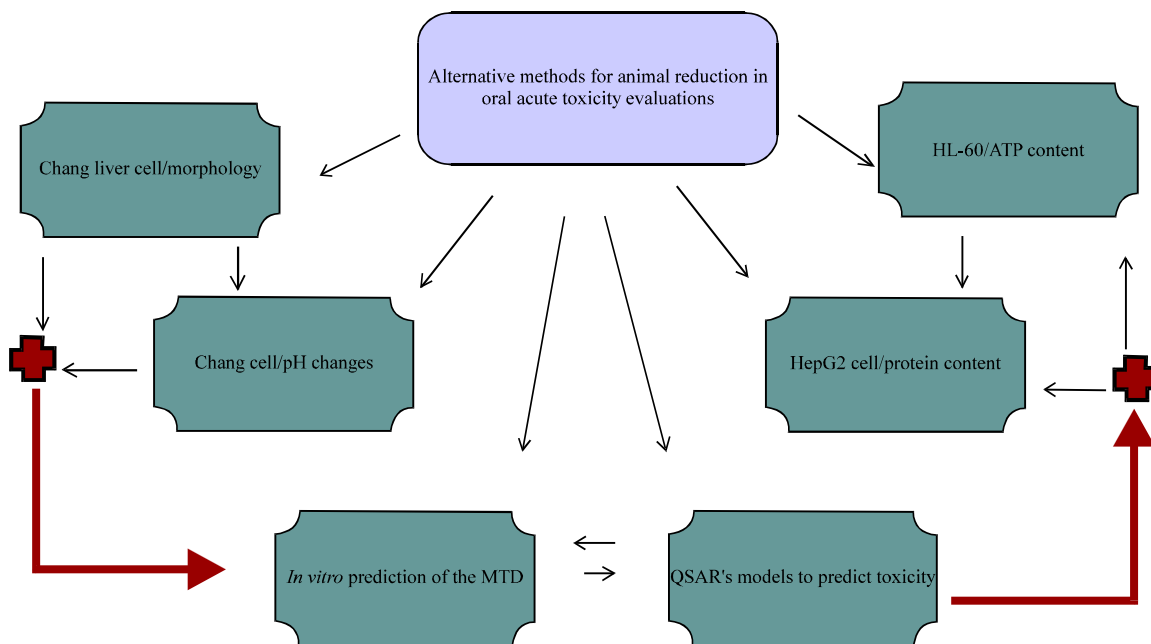 Alternative methods for animal reduction in
oral acute toxicity evaluations
Chang liver cell/morphology
HL-60/ATP content
Chang cell/pH changes
HepG2 cell/protein content
In vitro prediction of the MTD
QSAR's models to predict toxicity